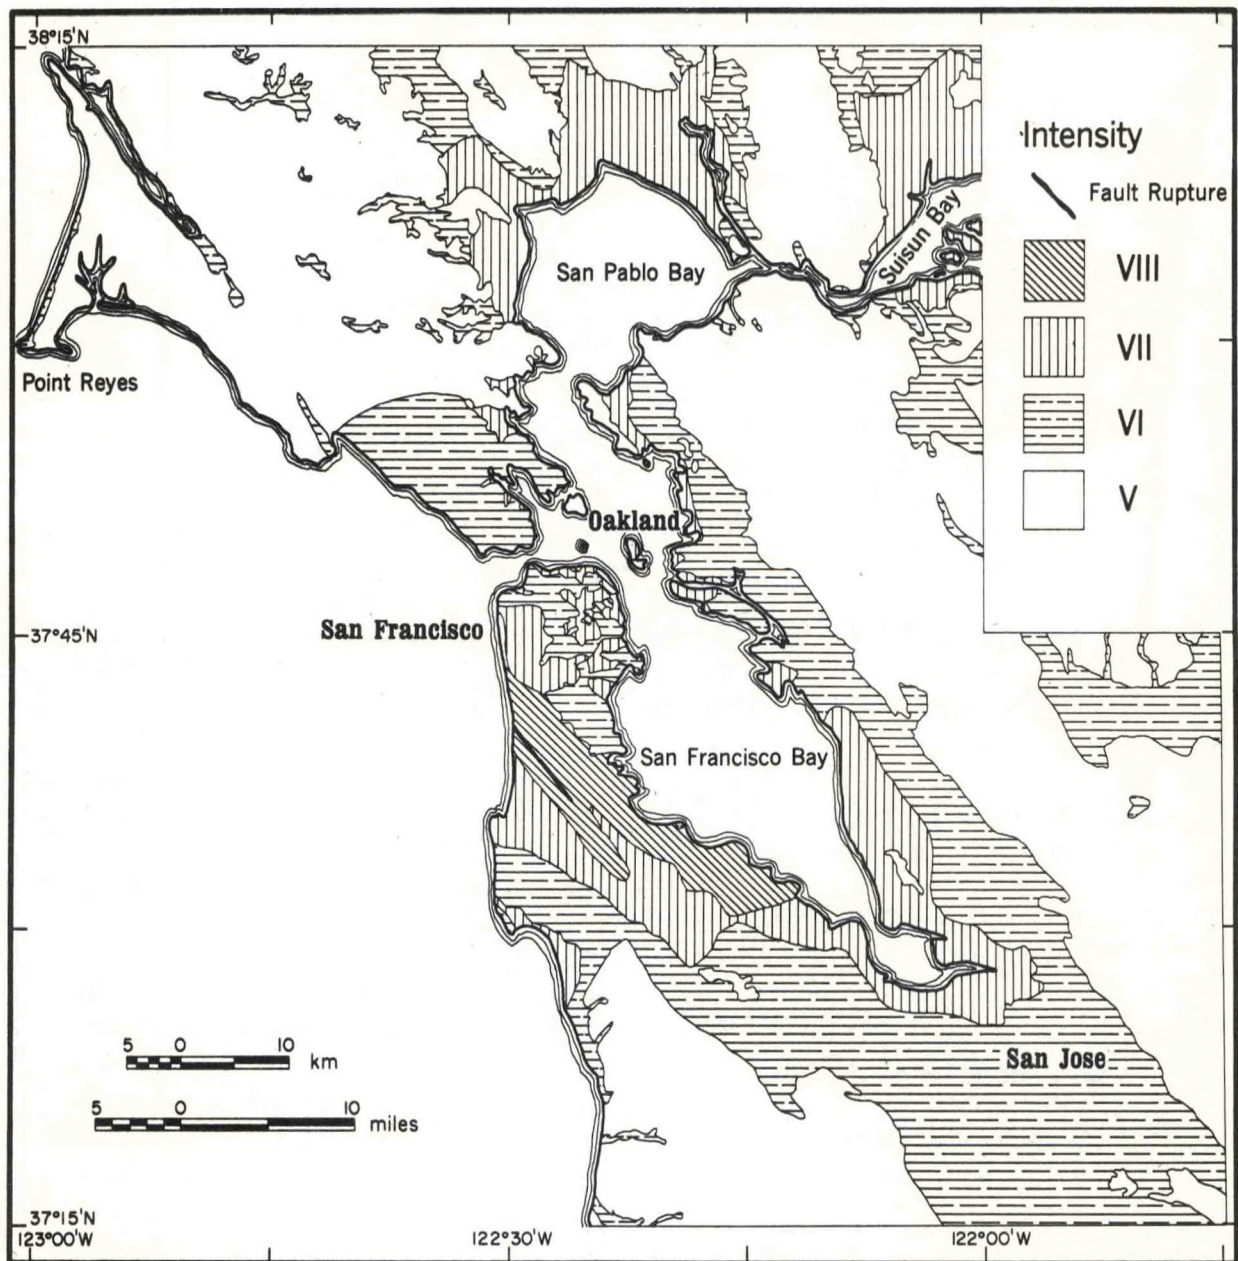 38°15'N
Intensity
Fault Rupture
VIII
VII
VI
V
Suisun Bay
San Pablo Bay
Point Reyes
Oakland
37°45'N
San Francisco
San Francisco Bay
5 0 10
km
5 0 10
miles
San Jose
37°15'N
123°00'W
122°30'W
122°00'W